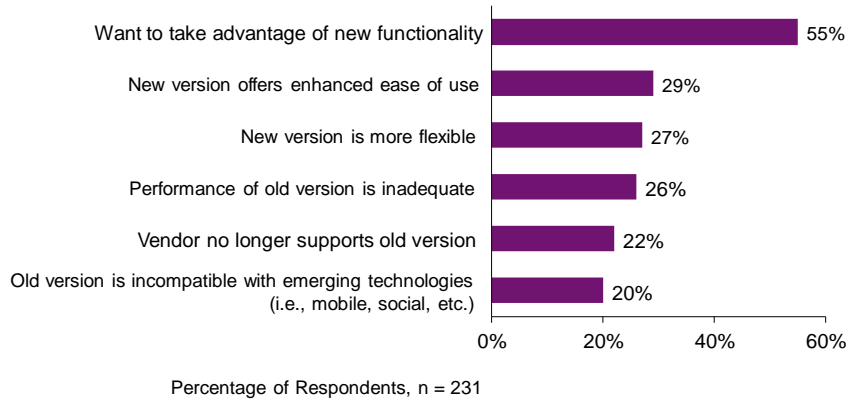 Want to take advantage of new functionality 55%
New version offers enhanced ease of use 29%
New version is more flexible 27%
Performance of old version is inadequate 26%
Vendor no longer supports old version 22%
Old version is incompatible with emerging technologies
(i.e., mobile, social, etc.) 20%
0% 20% 40% 60%
Percentage of Respondents, n = 231